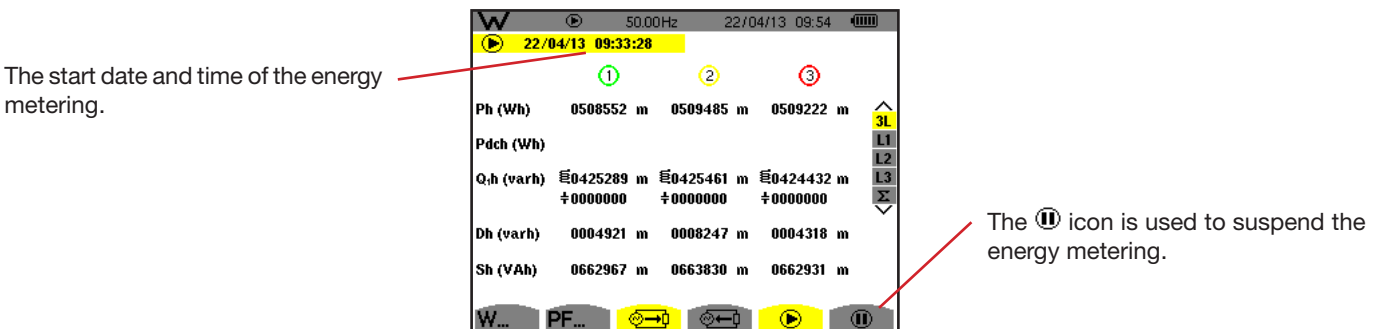 W 50.00Hz 22/04/13 09:54
22/04/13 09:33:28
The start date and time of the energy
metering.
1 2 3
Ph (Wh) 0508552 m 0509485 m 0509222 m
3L
Pdch (Wh)
L1
L2
Q₁h (varh) 0425289 m 0425461 m 0424432 m
L3
÷0000000 ÷0000000 ÷0000000
Σ
Dh (varh) 0004921 m 0008247 m 0004318 m
Sh (VAh) 0662967 m 0663830 m 0662931 m
The icon is used to suspend the
energy metering.
W... PF...